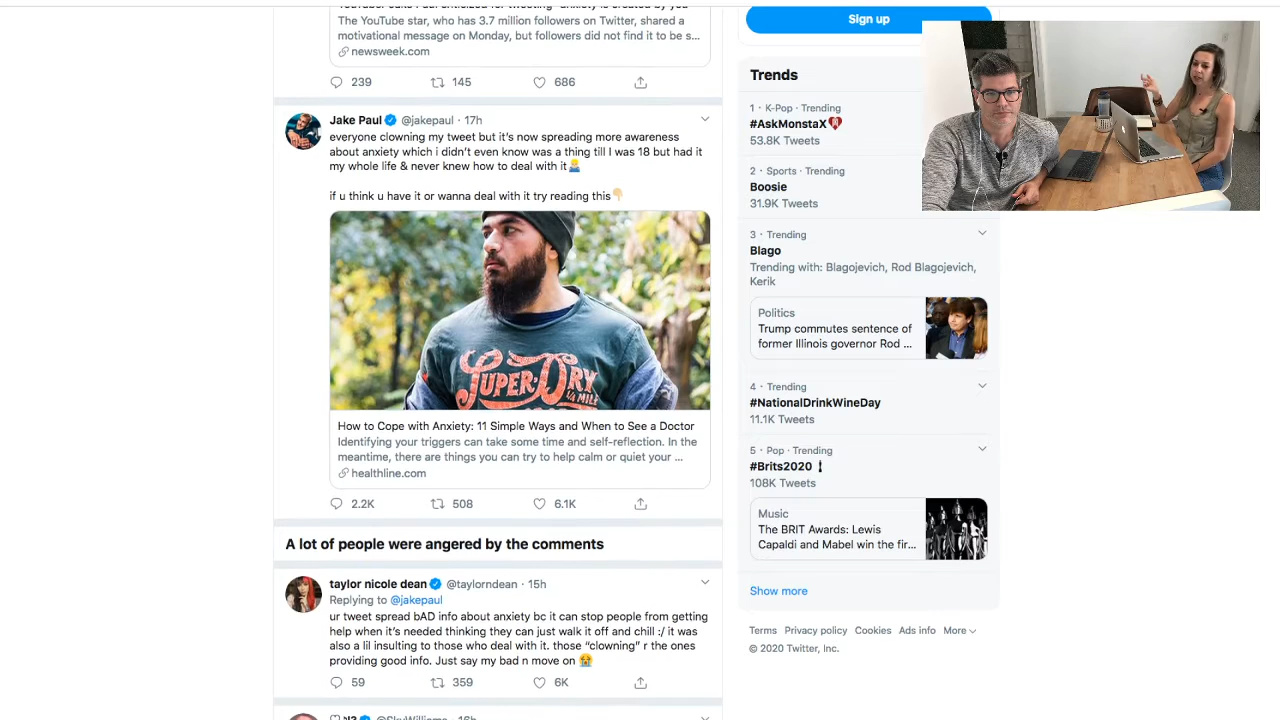 The YouTube star, who has 3.7 million followers on Twitter, shared a
motivational message on Monday, but followers did not find it to be s...
newsweek.com
239 145 686
Jake Paul @jakepaul · 17h
everyone clowning my tweet but it's now spreading more awareness
about anxiety which i didn't even know was a thing till I was 18 but had it
my whole life & never knew how to deal with it
if u think u have it or wanna deal with it try reading this
SUPER-DRY
How to Cope with Anxiety: 11 Simple Ways and When to See a Doctor
Identifying your triggers can take some time and self-reflection. In the
meantime, there are things you can try to help calm or quiet your ...
healthline.com
2.2K 508 6.1K
A lot of people were angered by the comments
taylor nicole dean @taylorndean · 15h
Replying to @jakepaul
ur tweet spread bAD info about anxiety bc it can stop people from getting
help when it's needed thinking they can just walk it off and chill :/ it was
also a lil insulting to those who deal with it. those “clowning” r the ones
providing good info. Just say my bad n move on
59 359 6K
Sign up
Trends
1 · K-Pop · Trending
#AskMonstaX
53.8K Tweets
2 · Sports · Trending
Boosie
31.9K Tweets
3 · Trending
Blago
Trending with: Blagojevich, Rod Blagojevich,
Kerik
Politics
Trump commutes sentence of
former Illinois governor Rod ...
4 · Trending
#NationalDrinkWineDay
11.1K Tweets
5 · Pop · Trending
#Brits2020
108K Tweets
Music
The BRIT Awards: Lewis
Capaldi and Mabel win the fir...
Show more
Terms Privacy policy Cookies Ads info More
© 2020 Twitter, Inc.